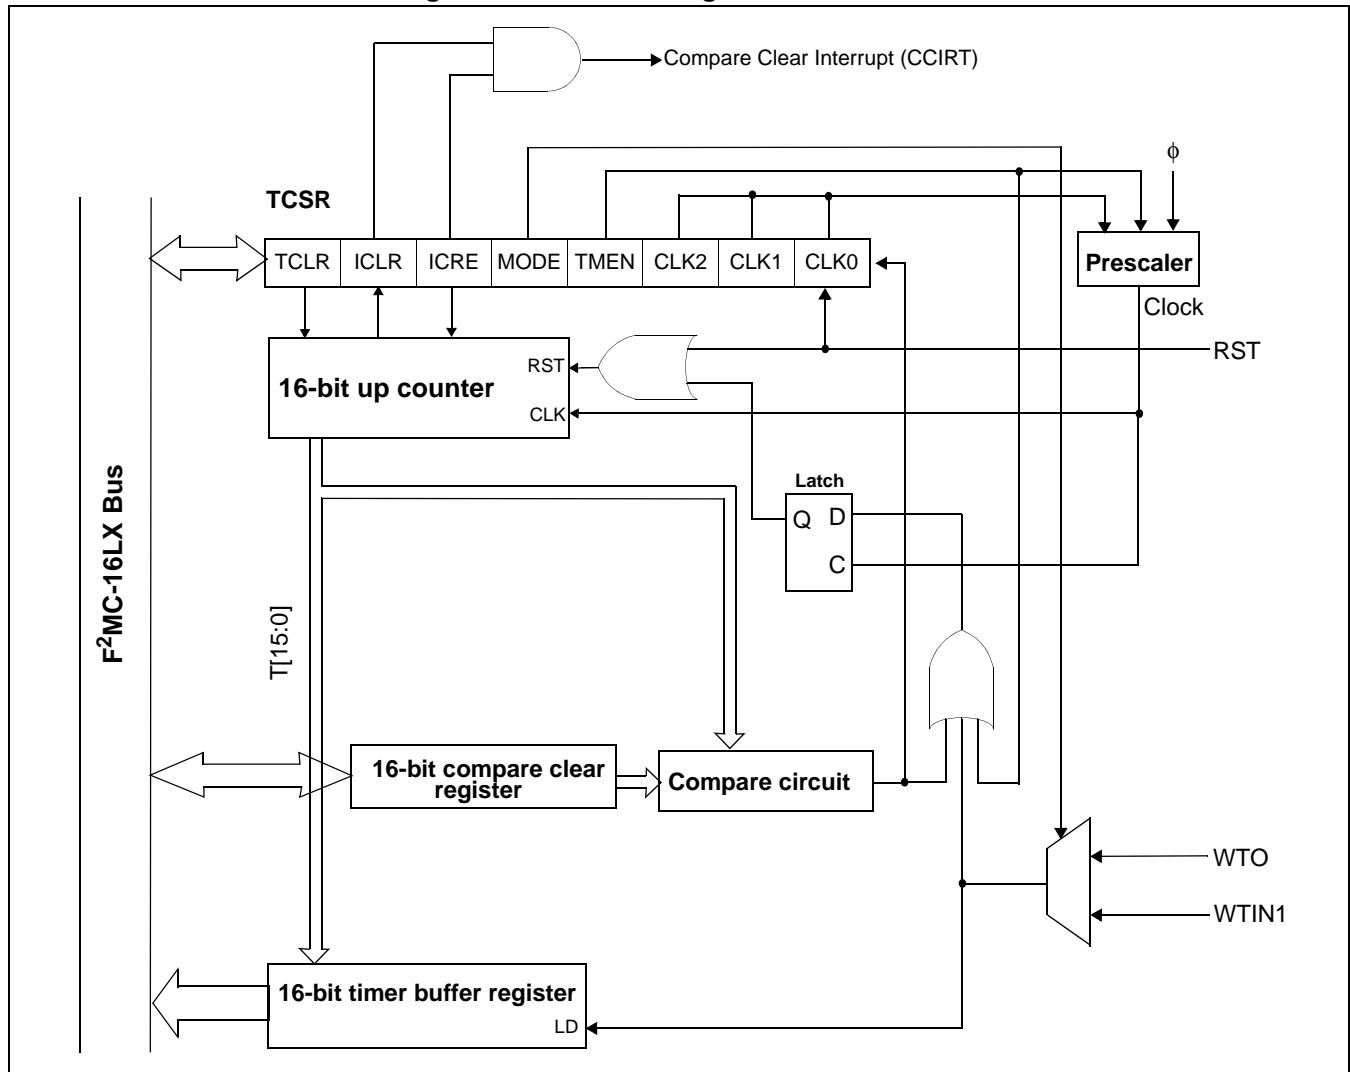 Compare Clear Interrupt (CCIRT)
ϕ
TCSR
TCLR ICLR ICRE MODE TMEN CLK2 CLK1 CLK0
Prescaler
Clock
RST
RST
16-bit up counter
CLK
Latch
Q D
C
F²MC-16LX Bus
T[15:0]
16-bit compare clear
register
Compare circuit
WTO
WTIN1
16-bit timer buffer register
LD